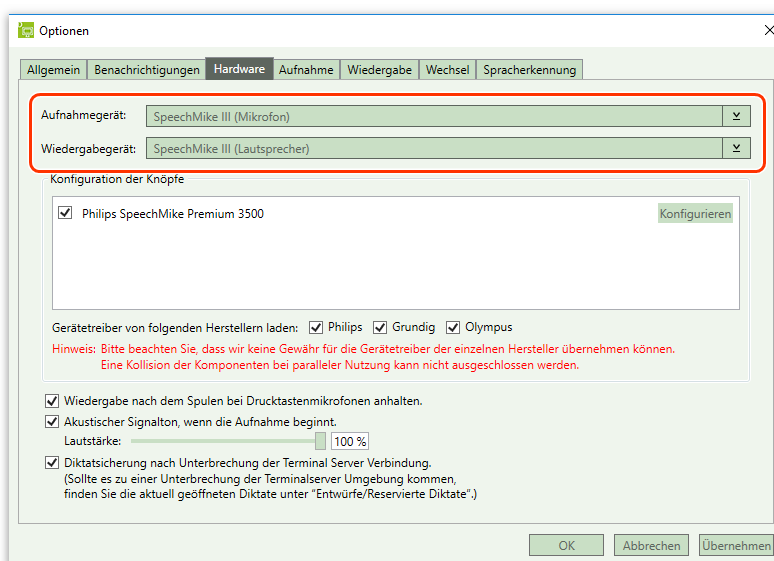 Optionen
Allgemein Benachrichtigungen Hardware Aufnahme Wiedergabe Wechsel Spracherkennung
Aufnahmegerät: SpeechMike III (Mikrofon)
Wiedergabegerät: SpeechMike III (Lautsprecher)
Konfiguration der Knöpfe
Philips SpeechMike Premium 3500 Konfigurieren
Gerätetreiber von folgenden Herstellern laden: Philips Grundig Olympus
Hinweis: Bitte beachten Sie, dass wir keine Gewähr für die Gerätetreiber der einzelnen Hersteller übernehmen können.
Eine Kollision der Komponenten bei paralleler Nutzung kann nicht ausgeschlossen werden.
Wiedergabe nach dem Spulen bei Drucktastenmikrofonen anhalten.
Akustischer Signalton, wenn die Aufnahme beginnt.
Lautstärke: 100 %
Diktatsicherung nach Unterbrechung der Terminal Server Verbindung.
(Sollte es zu einer Unterbrechung der Terminalserver Umgebung kommen,
finden Sie die aktuell geöffneten Diktate unter “Entwürfe/Reservierte Diktate”.)
OK Abbrechen Übernehmen